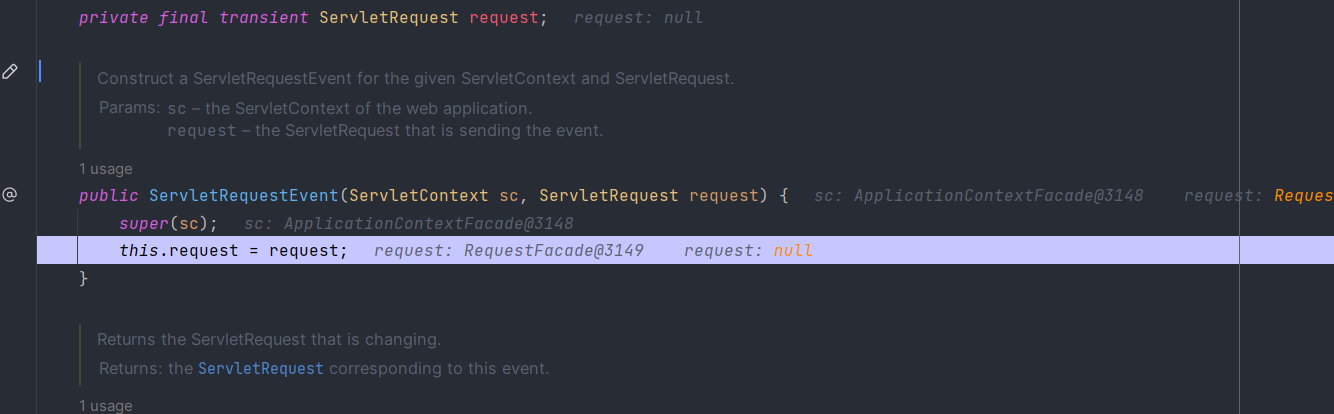 private final transient ServletRequest request;   request: null
Construct a ServletRequestEvent for the given ServletContext and ServletRequest.
Params: sc – the ServletContext of the web application.
request – the ServletRequest that is sending the event.
1 usage
public ServletRequestEvent(ServletContext sc, ServletRequest request) {   sc: ApplicationContextFacade@3148   request: Reques
super(sc);   sc: ApplicationContextFacade@3148
this.request = request;   request: RequestFacade@3149   request: null
}
Returns the ServletRequest that is changing.
Returns: the ServletRequest corresponding to this event.
1 usage